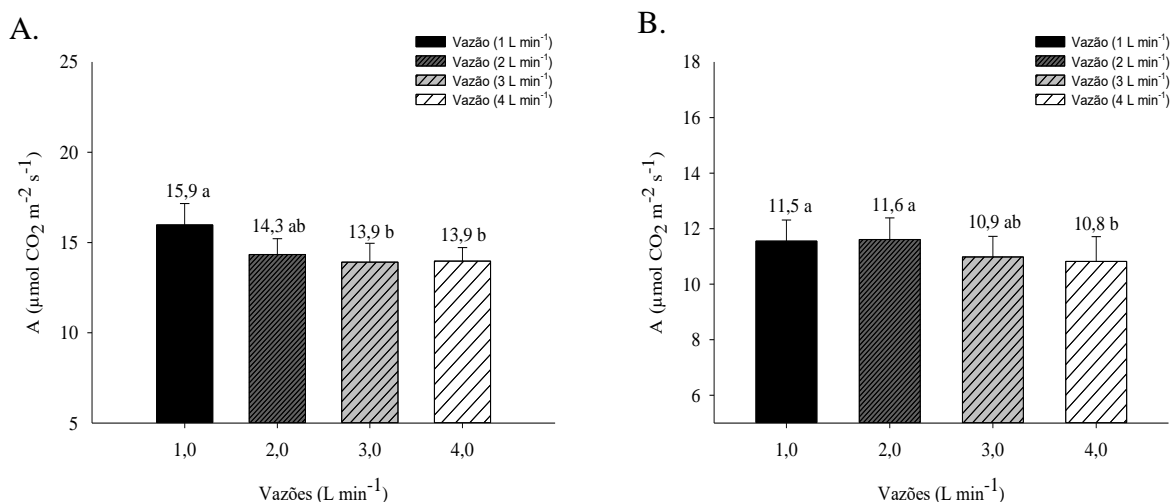 A.
Vazão (1 L min⁻¹)
Vazão (2 L min⁻¹)
Vazão (3 L min⁻¹)
Vazão (4 L min⁻¹)
A (µmol CO₂ m⁻² s⁻¹)
25
20
15
10
5
15,9 a
14,3 ab
13,9 b
13,9 b
1,0 2,0 3,0 4,0
Vazões (L min⁻¹)
B.
Vazão (1 L min⁻¹)
Vazão (2 L min⁻¹)
Vazão (3 L min⁻¹)
Vazão (4 L min⁻¹)
A (µmol CO₂ m⁻² s⁻¹)
18
16
14
12
10
8
6
11,5 a
11,6 a
10,9 ab
10,8 b
1,0 2,0 3,0 4,0
Vazões (L min⁻¹)